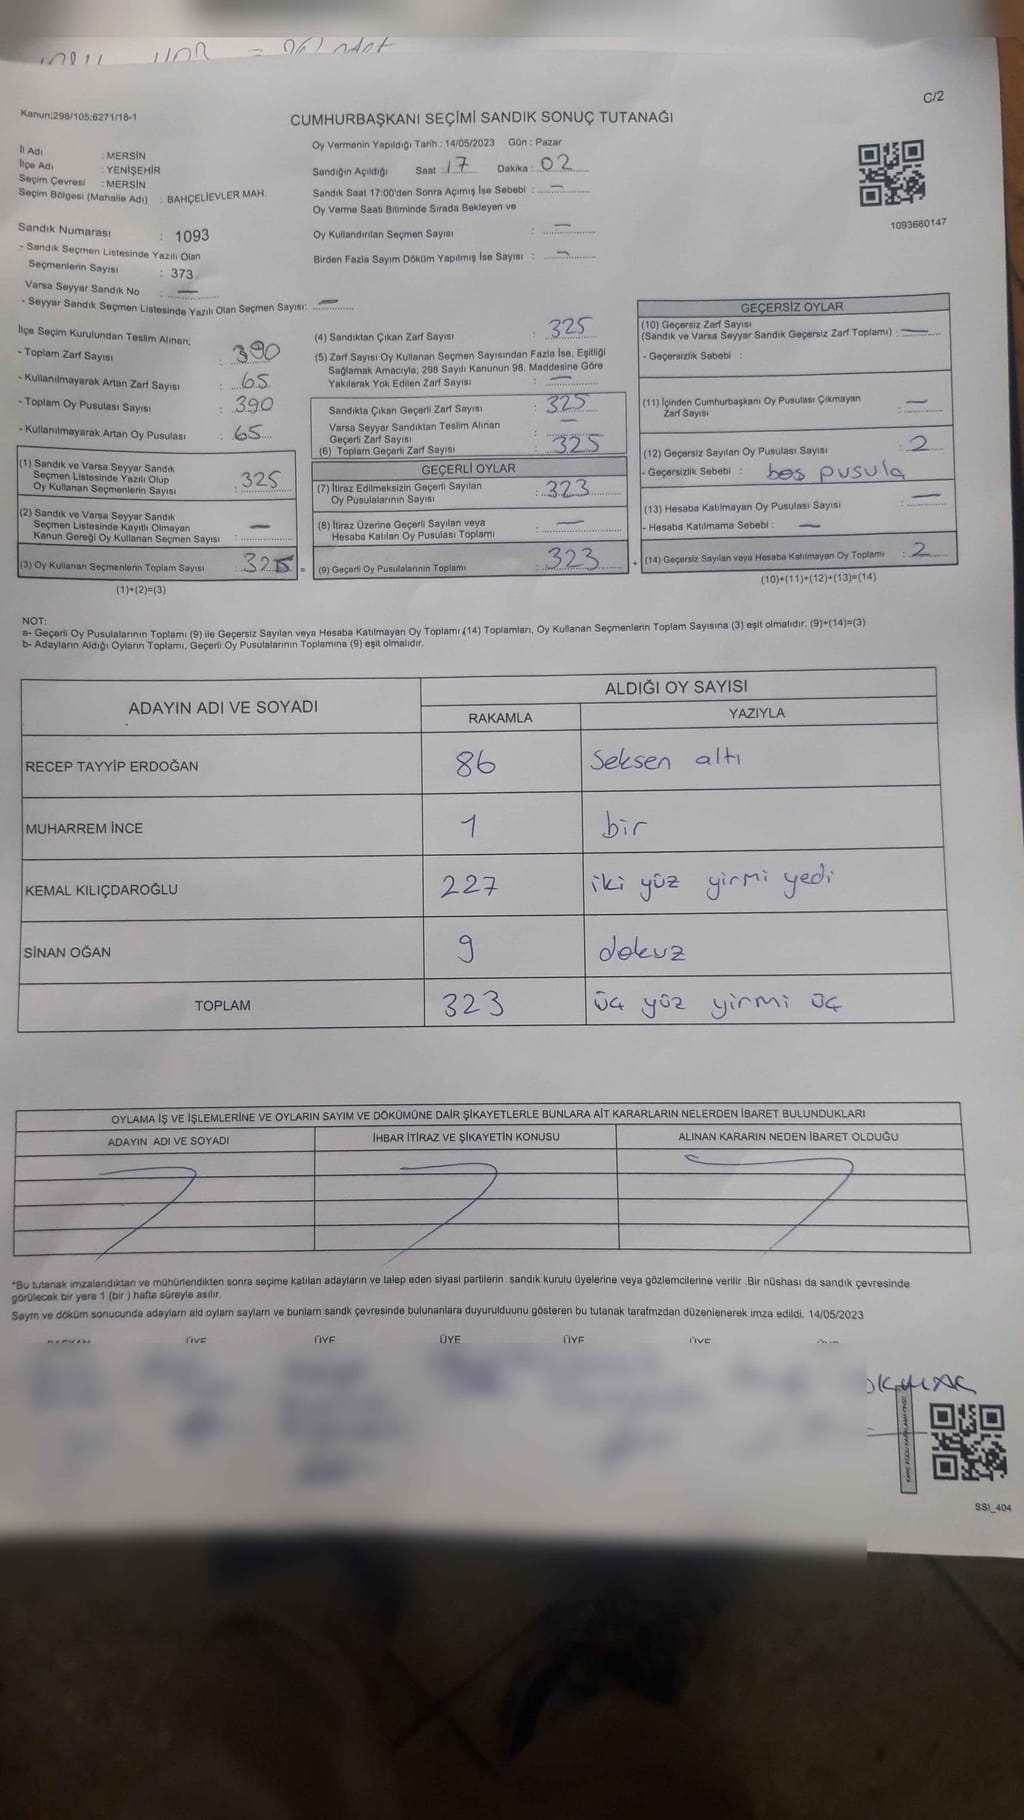 = 961 adet
C/2
Kanun;298/105;6271/18-1
CUMHURBAŞKANI SEÇİMİ SANDIK SONUÇ TUTANAĞI
İl Adı : MERSİN
İlçe Adı : YENİŞEHİR
Seçim Çevresi : MERSİN
Seçim Bölgesi (Mahalle Adı) : BAHÇELİEVLER MAH.
Sandık Numarası : 1093
- Sandık Seçmen Listesinde Yazılı Olan
Seçmenlerin Sayısı : 373
Varsa Seyyar Sandık No —
- Seyyar Sandık Seçmen Listesinde Yazılı Olan Seçmen Sayısı: —
Oy Vermenin Yapıldığı Tarih : 14/05/2023 Gün : Pazar
Sandığın Açıldığı Saat : 17 Dakika : 02
Sandık Saat 17:00'den Sonra Açımış İse Sebebi : —
Oy Verme Saati Bitiminde Sırada Bekleyen ve
Oy Kullandırılan Seçmen Sayısı : —
Birden Fazla Sayım Döküm Yapılmış İse Sayısı : —
1093660147
İlçe Seçim Kurulundan Teslim Alınan;
- Toplam Zarf Sayısı : 390
- Kullanılmayarak Artan Zarf Sayısı : 65
- Toplam Oy Pusulası Sayısı : 390
- Kullanılmayarak Artan Oy Pusulası : 65
(1) Sandık ve Varsa Seyyar Sandık
Seçmen Listesinde Yazılı Olup
Oy Kullanan Seçmenlerin Sayısı : 325
(2) Sandık ve Varsa Seyyar Sandık
Seçmen Listesinde Kayıtlı Olmayan
Kanun Gereği Oy Kullanan Seçmen Sayısı : —
(3) Oy Kullanan Seçmenlerin Toplam Sayısı : 325 =
(1)+(2)=(3)
(4) Sandıktan Çıkan Zarf Sayısı : 325
(5) Zarf Sayısı Oy Kullanan Seçmen Sayısından Fazla İse, Eşitliği
Sağlamak Amacıyla; 298 Sayılı Kanunun 98. Maddesine Göre
Yakılarak Yok Edilen Zarf Sayısı : —
Sandıkta Çıkan Geçerli Zarf Sayısı : 325
Varsa Seyyar Sandıktan Teslim Alınan
Geçerli Zarf Sayısı : —
(6) Toplam Geçerli Zarf Sayısı : 325
GEÇERLİ OYLAR
(7) İtiraz Edilmeksizin Geçerli Sayılan
Oy Pusulalarının Sayısı : 323
(8) İtiraz Üzerine Geçerli Sayılan veya
Hesaba Katılan Oy Pusulası Toplamı : —
(9) Geçerli Oy Pusulalarının Toplamı : 323 +
GEÇERSİZ OYLAR
(10) Geçersiz Zarf Sayısı
(Sandık ve Varsa Seyyar Sandık Geçersiz Zarf Toplamı) : —
- Geçersizlik Sebebi :
(11) İçinden Cumhurbaşkanı Oy Pusulası Çıkmayan
Zarf Sayısı : —
(12) Geçersiz Sayılan Oy Pusulası Sayısı : 2
- Geçersizlik Sebebi : boş pusula
(13) Hesaba Katılmayan Oy Pusulası Sayısı : —
- Hesaba Katılmama Sebebi : —
(14) Geçersiz Sayılan veya Hesaba Katılmayan Oy Toplamı : 2
(10)+(11)+(12)+(13)=(14)
NOT:
a- Geçerli Oy Pusulalarının Toplamı (9) ile Geçersiz Sayılan veya Hesaba Katılmayan Oy Toplamı (14) Toplamları, Oy Kullanan Seçmenlerin Toplam Sayısına (3) eşit olmalıdır. (9)+(14)=(3)
b- Adayların Aldığı Oyların Toplamı, Geçerli Oy Pusulalarının Toplamına (9) eşit olmalıdır.
ADAYIN ADI VE SOYADI
ALDIĞI OY SAYISI
RAKAMLA YAZIYLA
RECEP TAYYİP ERDOĞAN 86 seksen altı
MUHARREM İNCE 1 bir
KEMAL KILIÇDAROĞLU 227 iki yüz yirmi yedi
SİNAN OĞAN 9 dokuz
TOPLAM 323 üç yüz yirmi üç
OYLAMA İŞ VE İŞLEMLERİNE VE OYLARIN SAYIM VE DÖKÜMÜNE DAİR ŞİKAYETLERLE BUNLARA AİT KARARLARIN NELERDEN İBARET BULUNDUKLARI
ADAYIN ADI VE SOYADI İHBAR İTİRAZ VE ŞİKAYETİN KONUSU ALINAN KARARIN NEDEN İBARET OLDUĞU
*Bu tutanak imzalandıktan ve mühürlendikten sonra seçime katılan adayların ve talep eden siyasi partilerin sandık kurulu üyelerine veya gözlemcilerine verilir .Bir nüshası da sandık çevresinde
görülecek bir yere 1 (bir ) hafta süreyle asılır.
Saym ve döküm sonucunda adaylarn ald oylarn saylarn ve bunlarn sandk çevresinde bulunanlara duyurulduunu gösteren bu tutanak tarafmzdan düzenlenerek imza edildi. 14/05/2023
ÜYE ÜYE ÜYE ÜYE ÜYE
SSI_404